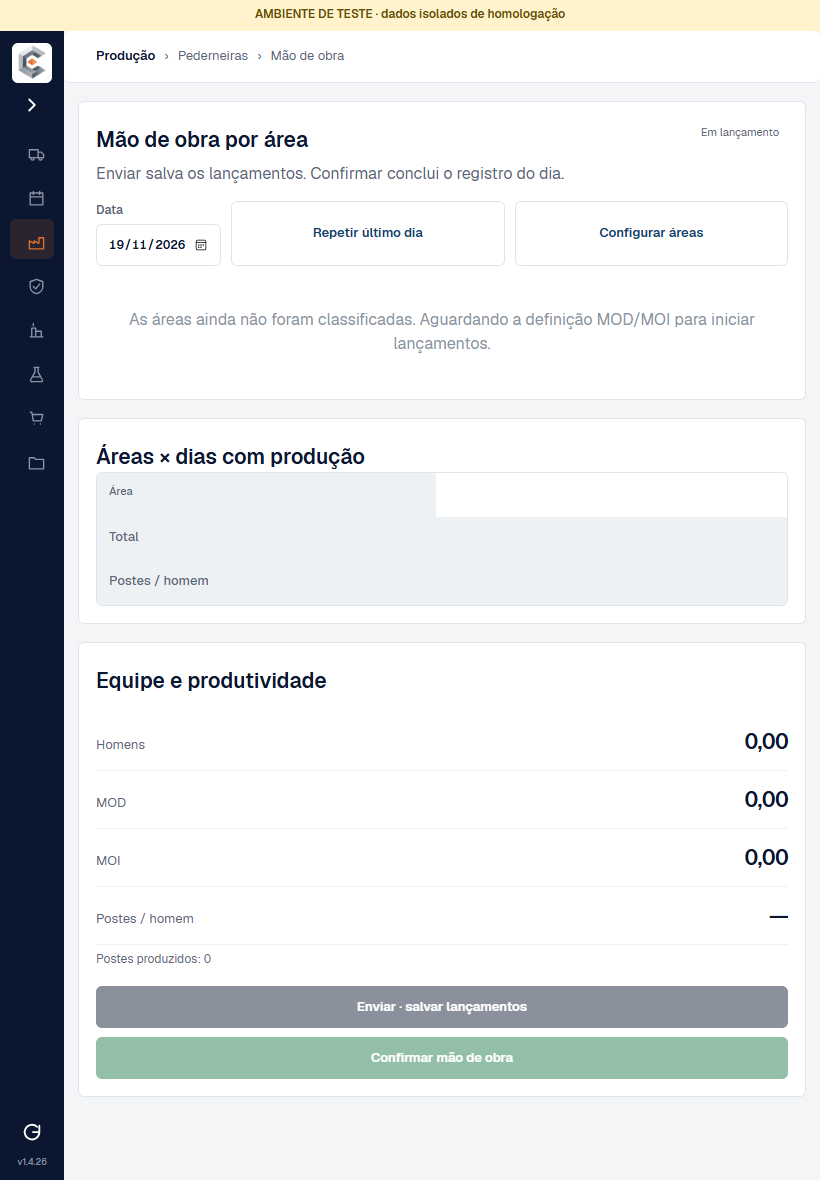 AMBIENTE DE TESTE · dados isolados de homologação
Produção › Pederneiras › Mão de obra
Mão de obra por área
Em lançamento
Enviar salva os lançamentos. Confirmar conclui o registro do dia.
Data
19/11/2026
Repetir último dia
Configurar áreas
As áreas ainda não foram classificadas. Aguardando a definição MOD/MOI para iniciar
lançamentos.
Áreas × dias com produção
Área
Total
Postes / homem
Equipe e produtividade
Homens 0,00
MOD 0,00
MOI 0,00
Postes / homem —
Postes produzidos: 0
Enviar · salvar lançamentos
Confirmar mão de obra
v1.4.26